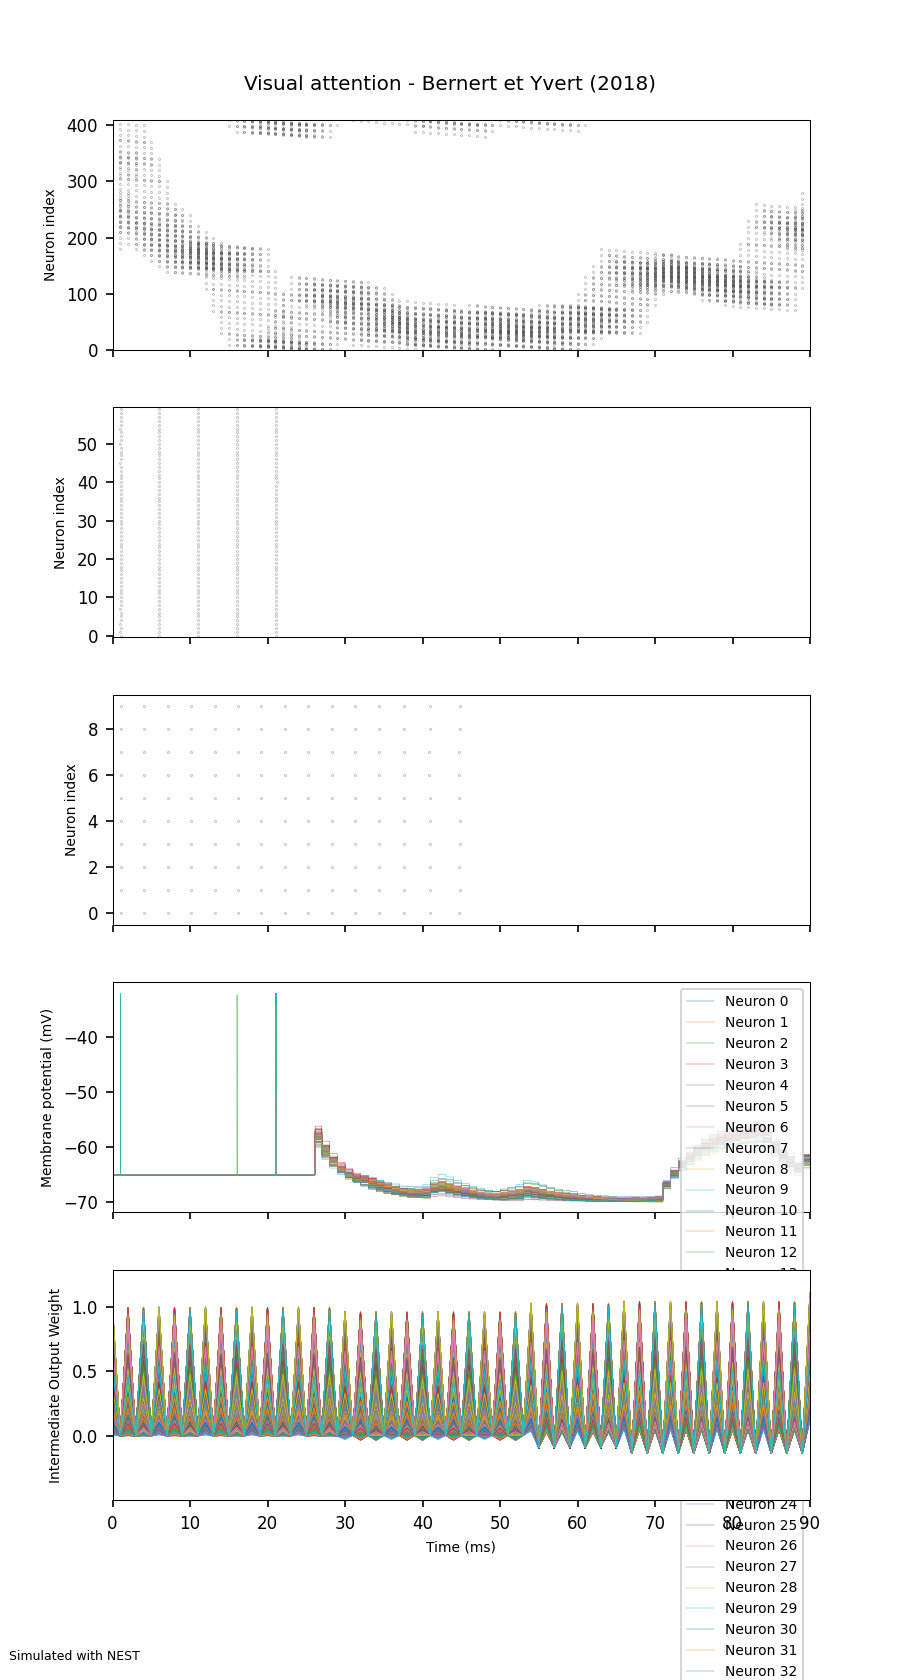 Visual attention - Bernert et Yvert (2018)
Neuron index
400
300
200
100
0
Neuron index
50
40
30
20
10
0
Neuron index
8
6
4
2
0
Membrane potential (mV)
−40
−50
−60
−70
Neuron 0
Neuron 1
Neuron 2
Neuron 3
Neuron 4
Neuron 5
Neuron 6
Neuron 7
Neuron 8
Neuron 9
Neuron 10
Neuron 11
Neuron 12
Intermediate Output Weight
1.0
0.5
0.0
0 10 20 30 40 50 60 70 80 90
Time (ms)
Neuron 24
Neuron 25
Neuron 26
Neuron 27
Neuron 28
Neuron 29
Neuron 30
Neuron 31
Neuron 32
Simulated with NEST